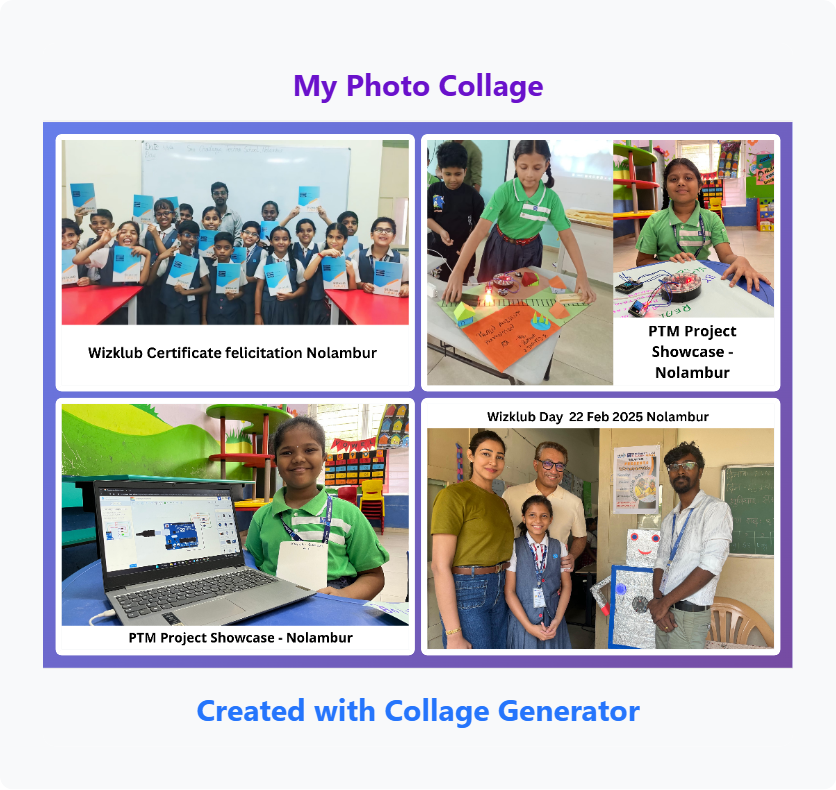 My Photo Collage
Wizklub Certificate felicitation Nolambur
PTM Project
Showcase -
Nolambur
PTM Project Showcase - Nolambur
Wizklub Day 22 Feb 2025 Nolambur
Created with Collage Generator